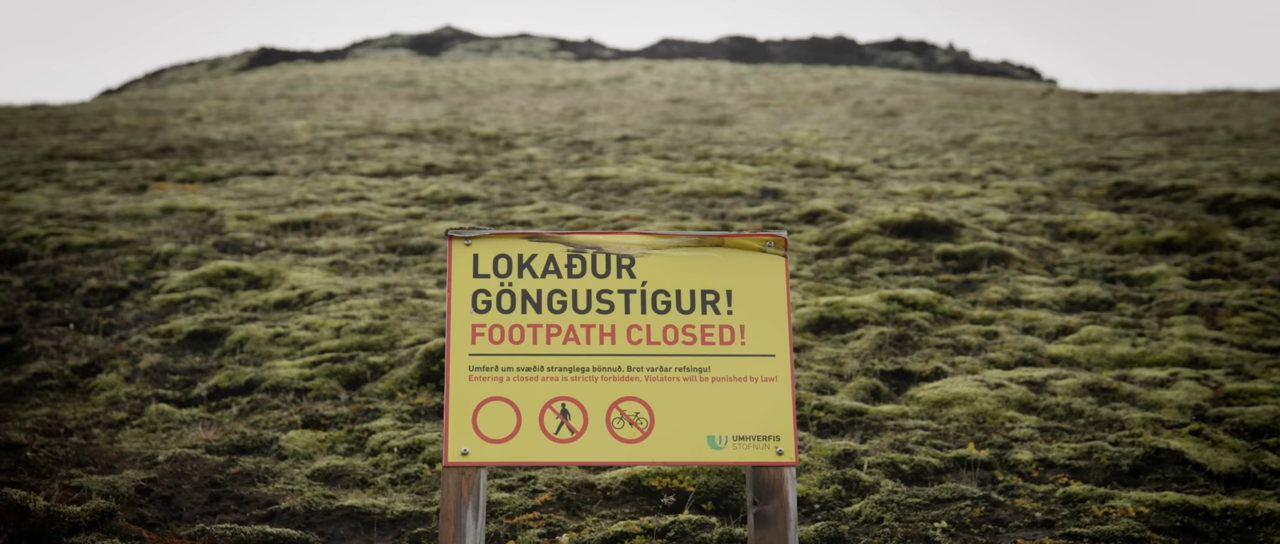 LOKAÐUR
GÖNGUSTÍGUR!
FOOTPATH CLOSED!
Umferð um svæðið stranglega bönnuð. Brot varðar refsingu!
Entering a closed area is strictly forbidden. Violators will be punished by law!
UMHVERFIS
STOFNUN